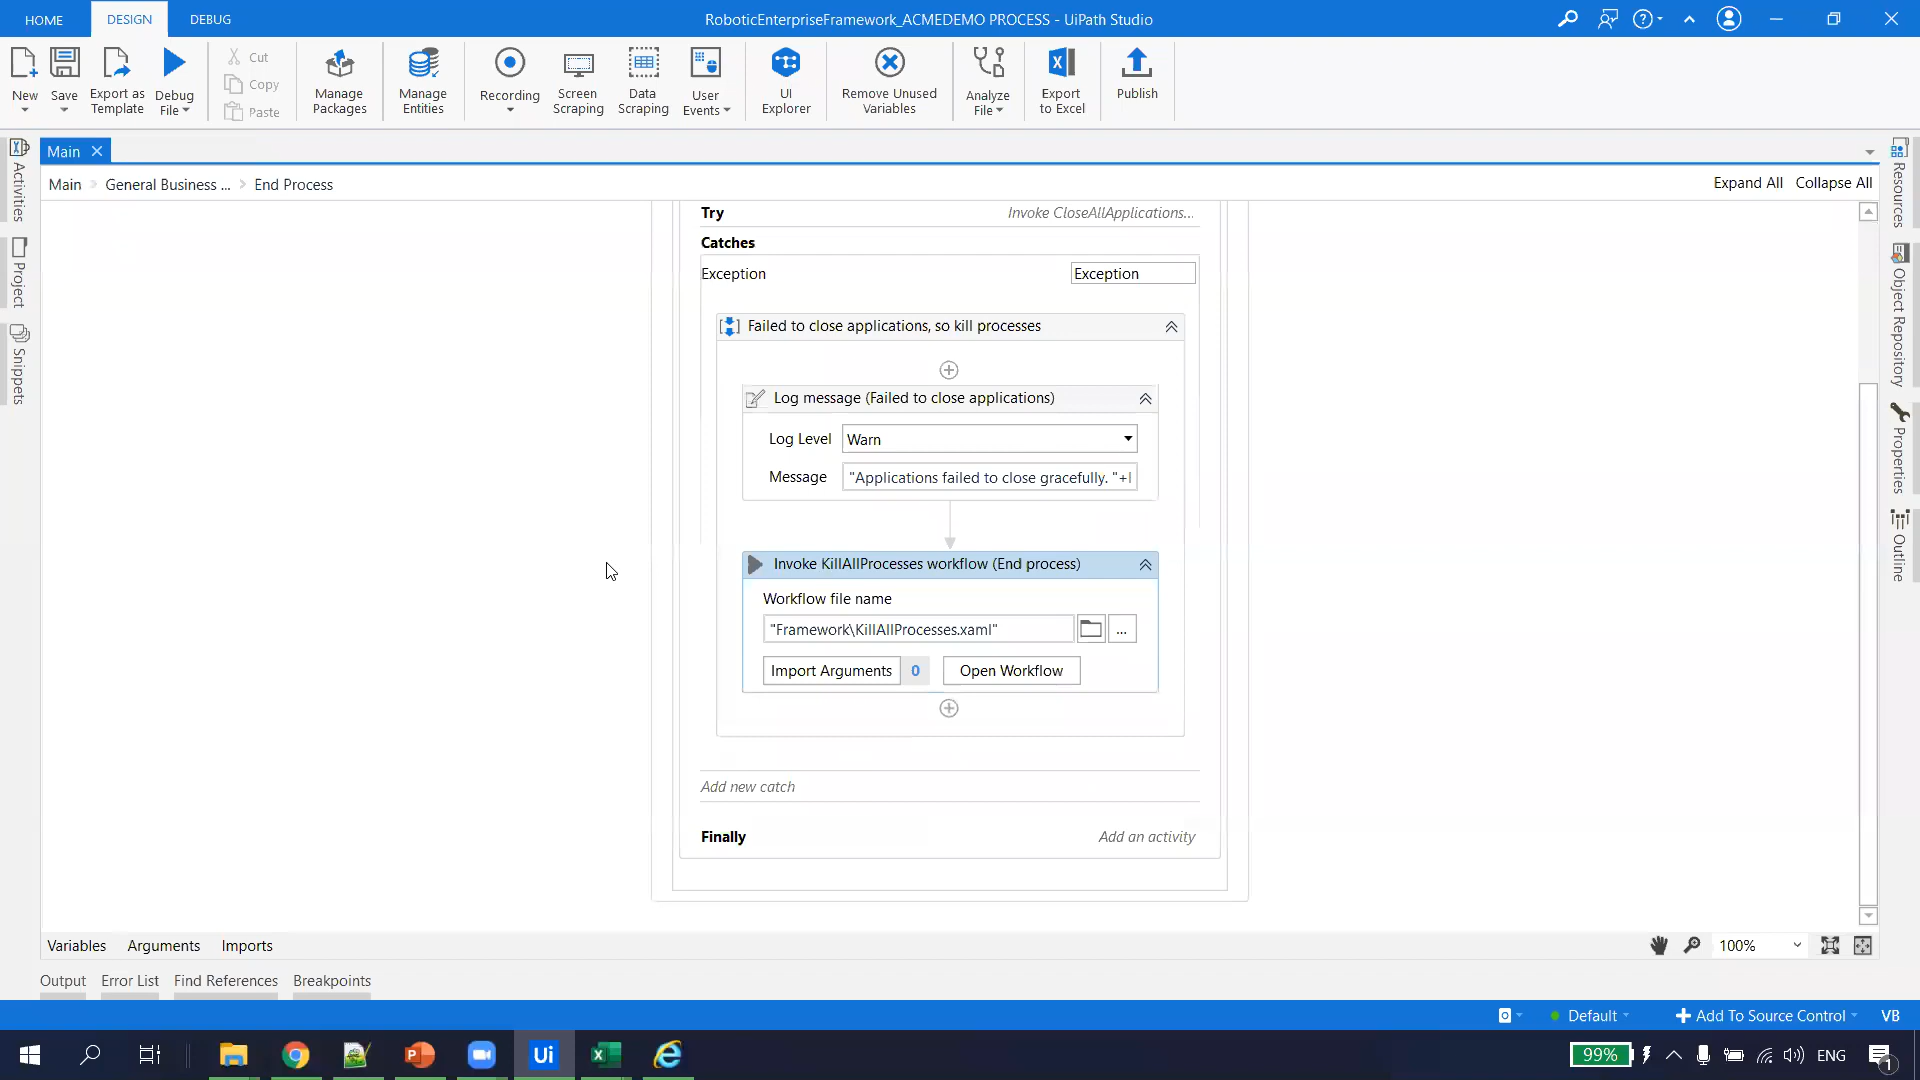 HOME
DESIGN
DEBUG
RoboticEnterpriseFramework_ACMEDEMO PROCESS - UiPath Studio
New
Save
Export as
Template
Debug
File
Cut
Copy
Paste
Manage
Packages
Manage
Entities
Recording
Screen
Scraping
Data
Scraping
User
Events
UI
Explorer
Remove Unused
Variables
Analyze
File
Export
to Excel
Publish
Main
Main
General Business ...
End Process
Expand All
Collapse All
Activities
Project
Snippets
Resources
Object Repository
Properties
Outline
Try
Invoke CloseAllApplications...
Catches
Exception
Exception
Failed to close applications, so kill processes
Log message (Failed to close applications)
Log Level
Warn
Message
"Applications failed to close gracefully. "+
Invoke KillAllProcesses workflow (End process)
Workflow file name
"Framework\KillAllProcesses.xaml"
...
Import Arguments
0
Open Workflow
Add new catch
Finally
Add an activity
Variables
Arguments
Imports
100%
Output
Error List
Find References
Breakpoints
Default
Add To Source Control
VB
Ui
99%
ENG
1